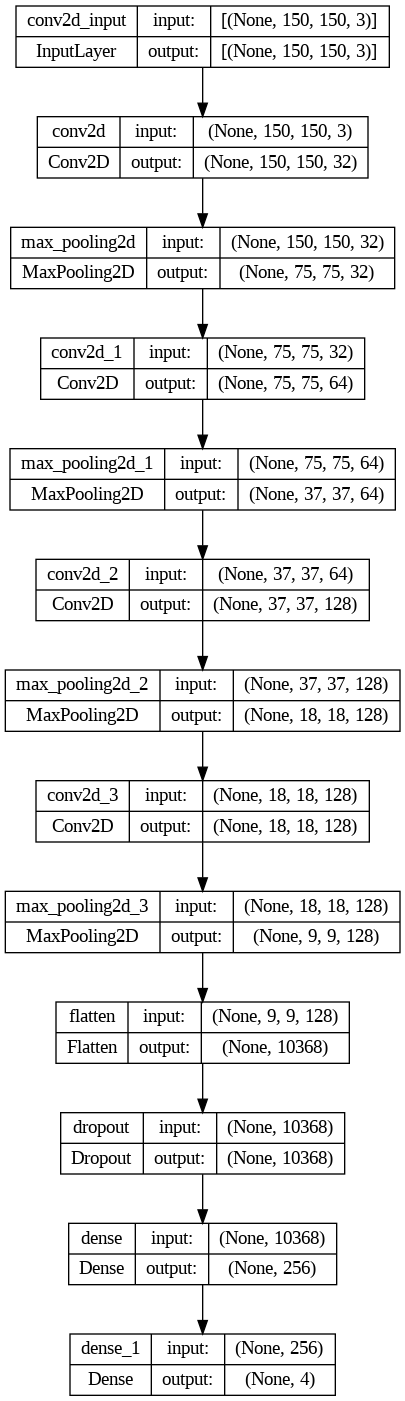 conv2d_input input: [(None, 150, 150, 3)]
InputLayer output: [(None, 150, 150, 3)]
conv2d input: (None, 150, 150, 3)
Conv2D output: (None, 150, 150, 32)
max_pooling2d input: (None, 150, 150, 32)
MaxPooling2D output: (None, 75, 75, 32)
conv2d_1 input: (None, 75, 75, 32)
Conv2D output: (None, 75, 75, 64)
max_pooling2d_1 input: (None, 75, 75, 64)
MaxPooling2D output: (None, 37, 37, 64)
conv2d_2 input: (None, 37, 37, 64)
Conv2D output: (None, 37, 37, 128)
max_pooling2d_2 input: (None, 37, 37, 128)
MaxPooling2D output: (None, 18, 18, 128)
conv2d_3 input: (None, 18, 18, 128)
Conv2D output: (None, 18, 18, 128)
max_pooling2d_3 input: (None, 18, 18, 128)
MaxPooling2D output: (None, 9, 9, 128)
flatten input: (None, 9, 9, 128)
Flatten output: (None, 10368)
dropout input: (None, 10368)
Dropout output: (None, 10368)
dense input: (None, 10368)
Dense output: (None, 256)
dense_1 input: (None, 256)
Dense output: (None, 4)